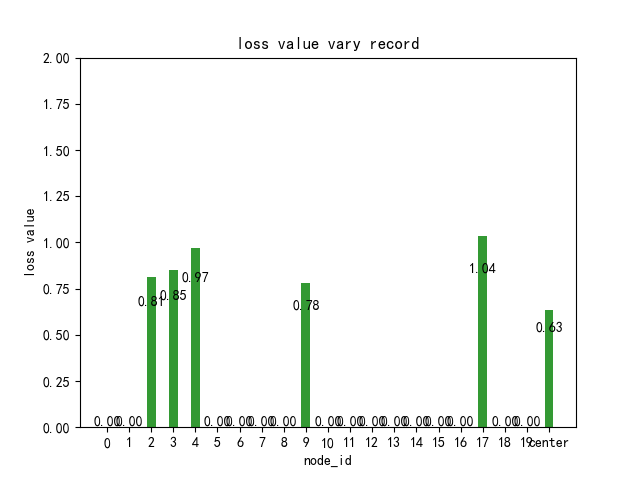 loss value vary record
2.00
1.75
1.50
1.25
1.00
0.75
0.50
0.25
0.00
loss value
0.00 0.00 0.81 0.85 0.97 0.00 0.00 0.00 0.00 0.78 0.00 0.00 0.00 0.00 0.00 0.00 0.00 1.04 0.00 0.00 0.63
0 1 2 3 4 5 6 7 8 9 10 11 12 13 14 15 16 17 18 19 center
node_id